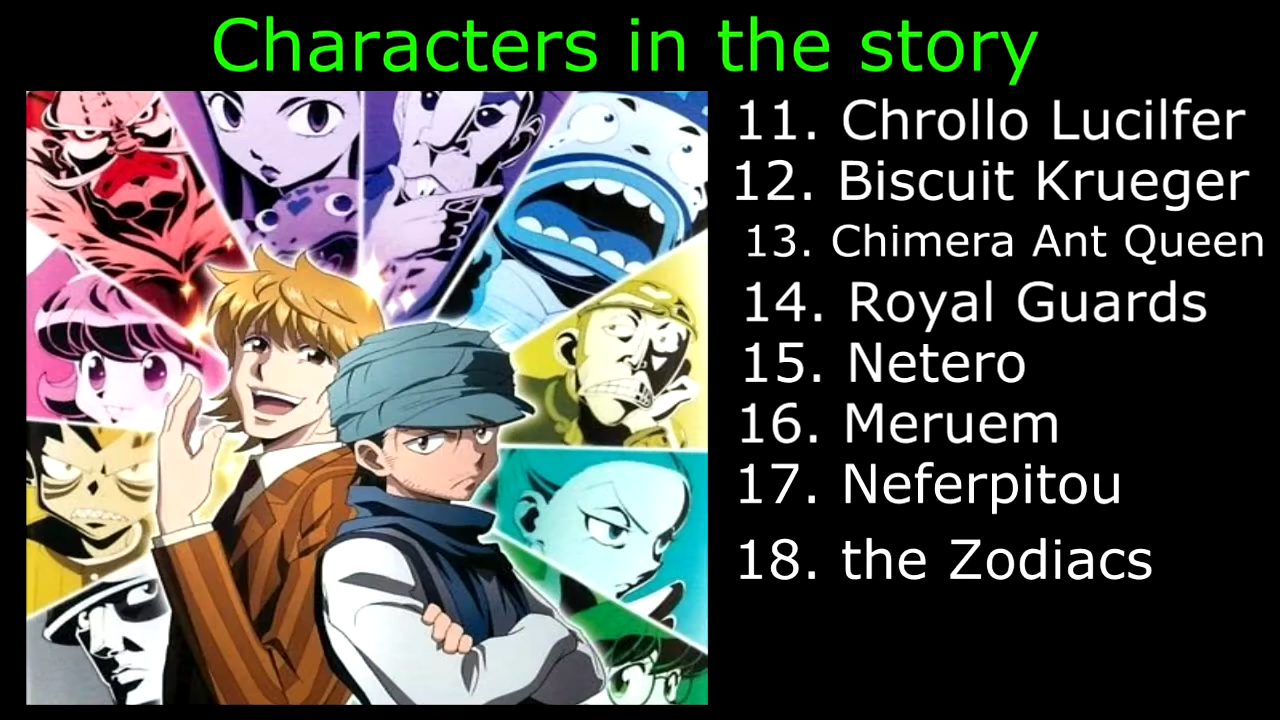 Characters in the story
11. Chrollo Lucilfer
12. Biscuit Krueger
13. Chimera Ant Queen
14. Royal Guards
15. Netero
16. Meruem
17. Neferpitou
18. the Zodiacs